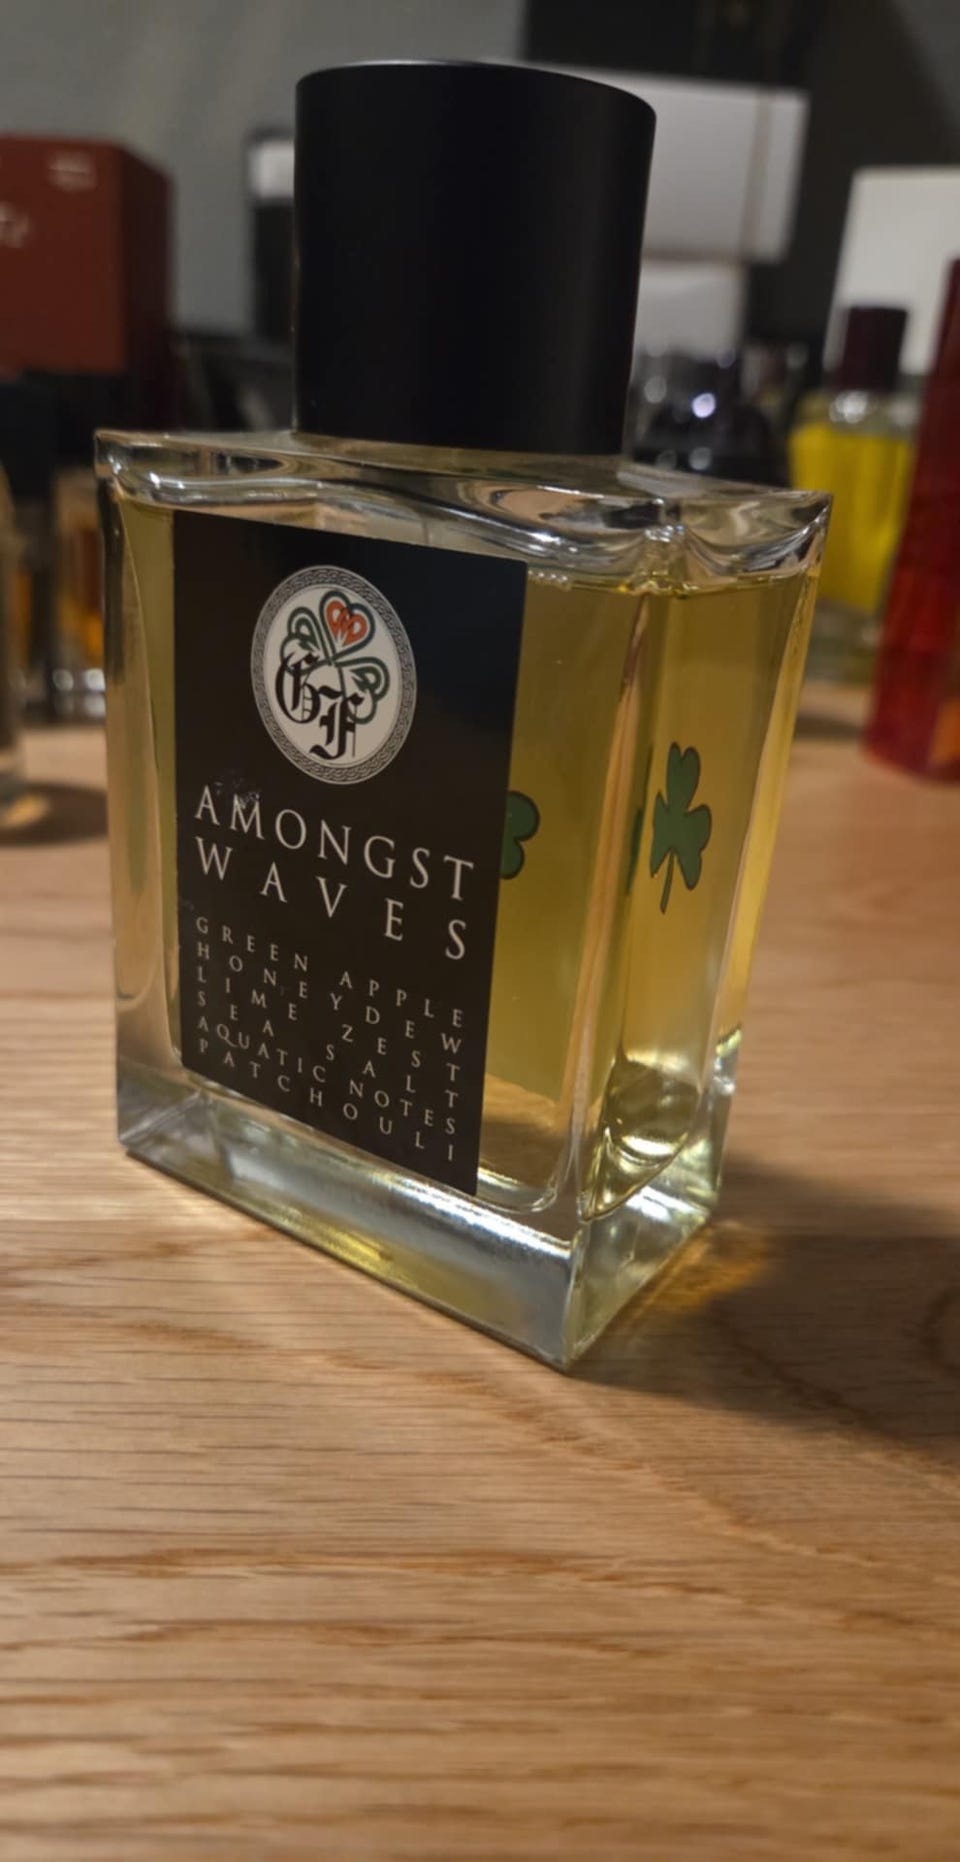 GF
AMONGST
WAVES
GREEN APPLE
HONEYDEW
LIME ZEST
SEA SALT
AQUATIC NOTES
PATCHOULI